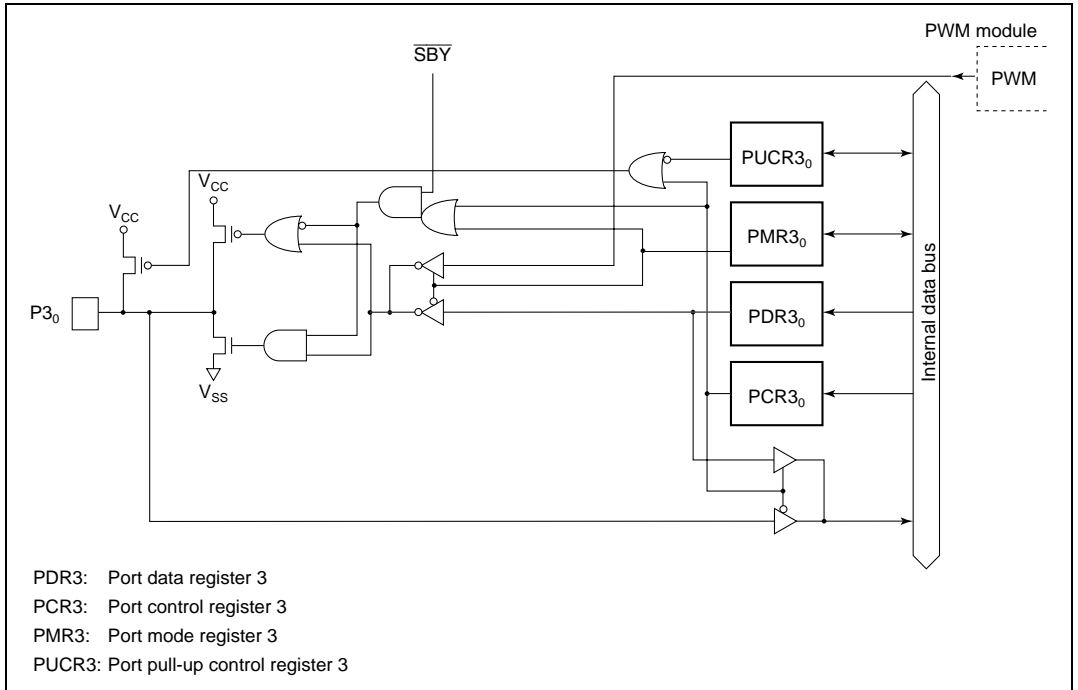 PWM module
SBY
PWM
PUCR3₀
V_CC
V_CC
PMR3₀
P3₀
PDR3₀
V_SS
PCR3₀
Internal data bus
PDR3: Port data register 3
PCR3: Port control register 3
PMR3: Port mode register 3
PUCR3: Port pull-up control register 3